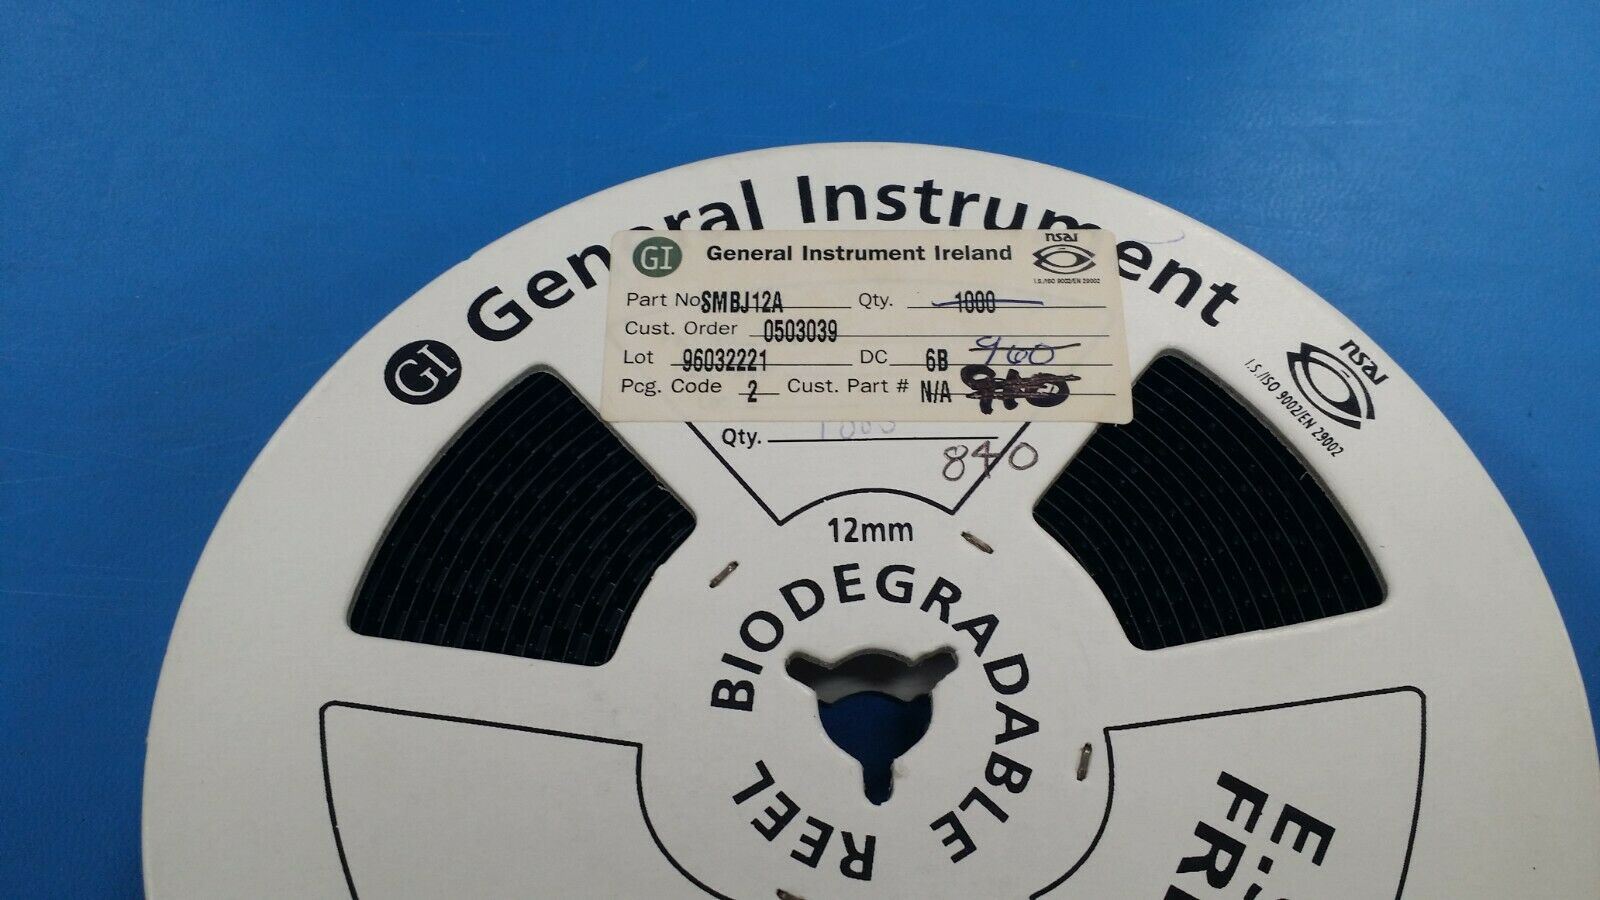 General Instrument
GI
GI General Instrument Ireland
nsai
I.S./ISO 9002/EN 29002
Part No SMBJ12A Qty. 1000
Cust. Order 0503039
Lot 96032221 DC 6B 960
Pcg. Code 2 Cust. Part # N/A
Qty. 1000
840
nsai
I.S./ISO 9002/EN 29002
12mm
BIODEGRADABLE
REEL